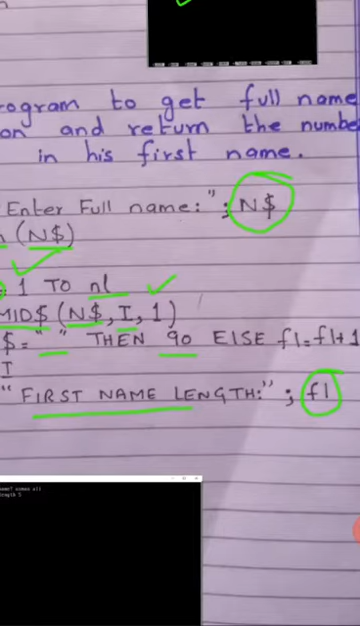 rogram to get full name
on and return the numbe
in his first name.
Enter Full name:" ; N$
(N$)
1 TO nl
MID$ (N$, I, 1)
$= " " THEN 90 ELSE fl=fl+1
I
" FIRST NAME LENGTH:" ; fl